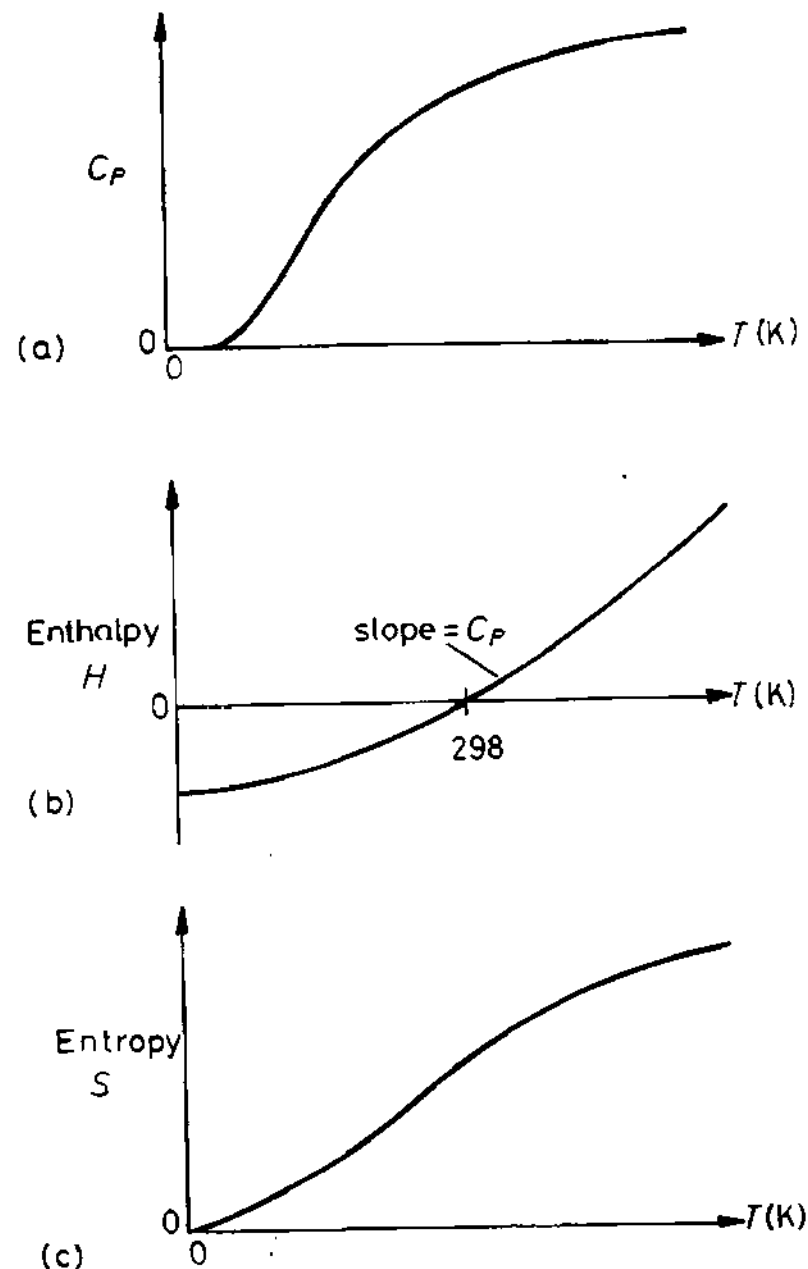 C_P
0
T(K)
(a)
0
Enthalpy
H
slope = C_P
0
T(K)
298
(b)
Entropy
S
0
T(K)
(c)
0